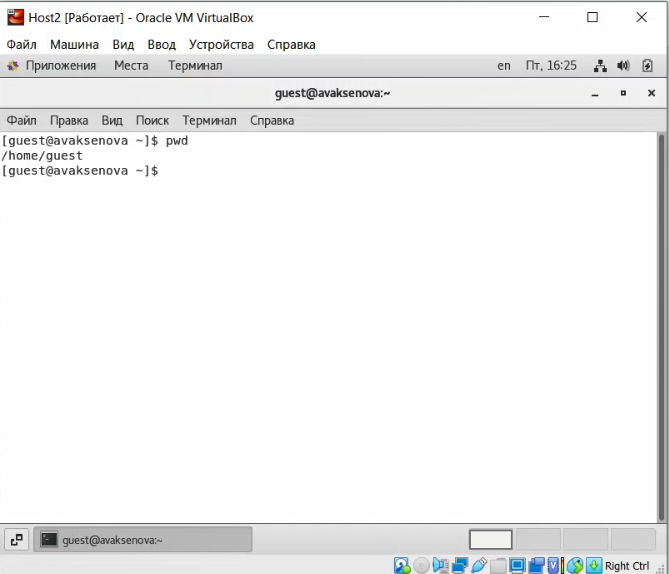 Host2 [Работает] - Oracle VM VirtualBox
Файл Машина Вид Ввод Устройства Справка
Приложения Места Терминал en Пт, 16:25
guest@avaksenova:~
Файл Правка Вид Поиск Терминал Справка
[guest@avaksenova ~]$ pwd
/home/guest
[guest@avaksenova ~]$
guest@avaksenova:~
Right Ctrl